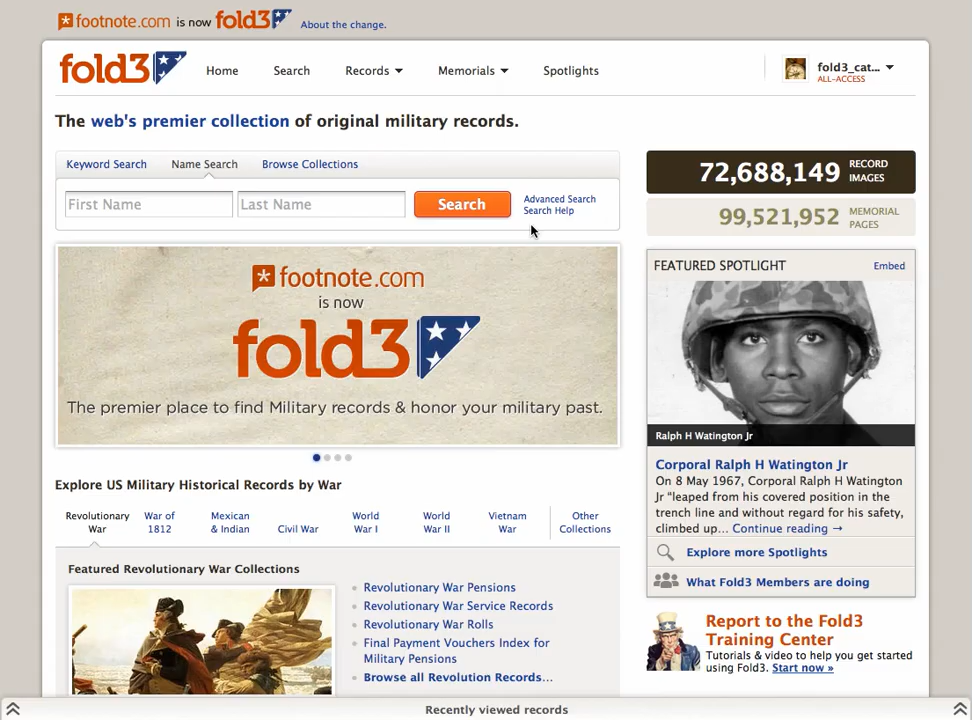 footnote.com is now fold3 About the change.
fold3 Home Search Records Memorials Spotlights fold3_cat...
ALL-ACCESS
The web's premier collection of original military records.
Keyword Search Name Search Browse Collections
First Name Last Name Search Advanced Search
Search Help
72,688,149 RECORD
IMAGES
99,521,952 MEMORIAL
PAGES
footnote.com
is now
fold3
The premier place to find Military records & honor your military past.
FEATURED SPOTLIGHT Embed
Ralph H Watington Jr
Corporal Ralph H Watington Jr
On 8 May 1967, Corporal Ralph H Watington
Jr “leaped from his covered position in the
trench line and without regard for his safety,
climbed up... Continue reading →
Explore more Spotlights
What Fold3 Members are doing
Explore US Military Historical Records by War
Revolutionary
War
War of
1812
Mexican
& Indian
Civil War
World
War I
World
War II
Vietnam
War
Other
Collections
Featured Revolutionary War Collections
Revolutionary War Pensions
Revolutionary War Service Records
Revolutionary War Rolls
Final Payment Vouchers Index for
Military Pensions
Browse all Revolution Records...
Report to the Fold3
Training Center
Tutorials & video to help you get started
using Fold3. Start now »
Recently viewed records